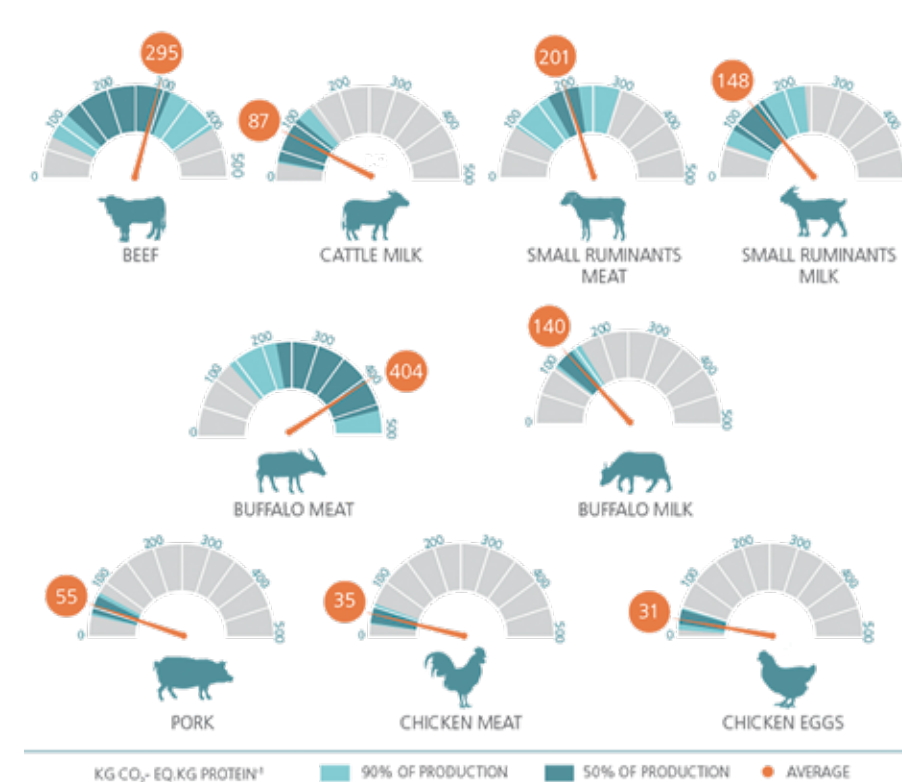 295
0 100 200 300 400 500
BEEF
87
0 100 200 300 400 500
CATTLE MILK
201
0 100 200 300 400 500
SMALL RUMINANTS
MEAT
148
0 100 200 300 400 500
SMALL RUMINANTS
MILK
404
0 100 200 300 400 500
BUFFALO MEAT
140
0 100 200 300 400 500
BUFFALO MILK
55
0 100 200 300 400 500
PORK
35
0 100 200 300 400 500
CHICKEN MEAT
31
0 100 200 300 400 500
CHICKEN EGGS
KG CO₂- EQ.KG PROTEIN⁻¹ 90% OF PRODUCTION 50% OF PRODUCTION AVERAGE